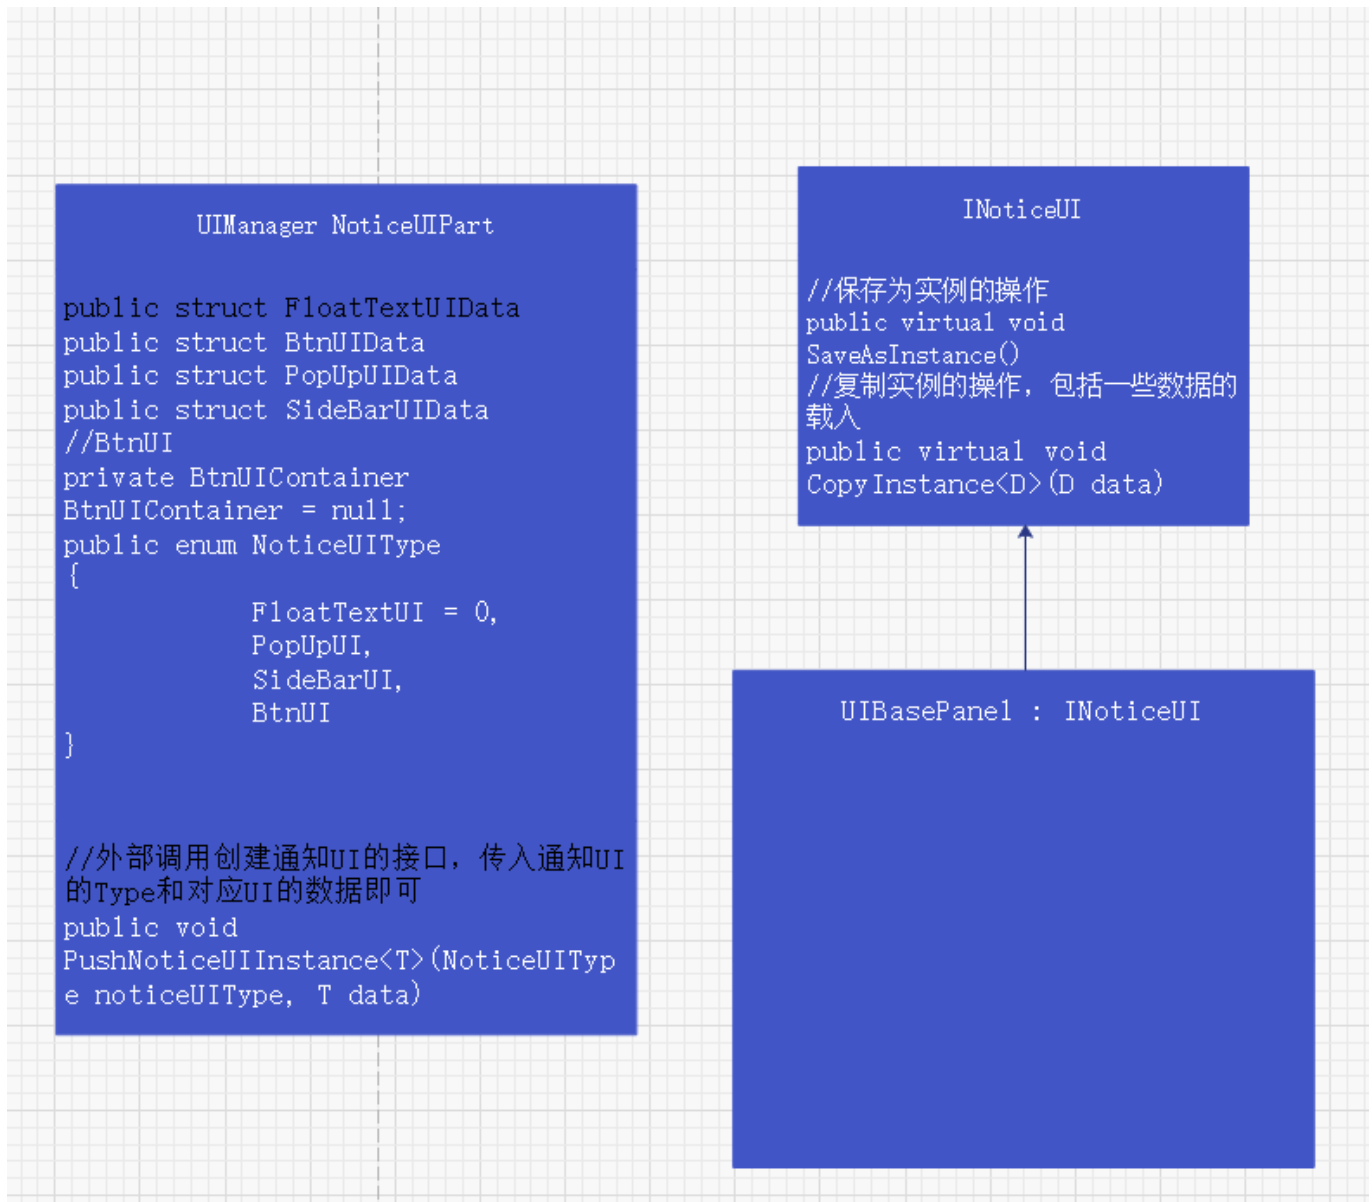 UIManager NoticeUIPart
public struct FloatTextUIData
public struct BtnUIData
public struct PopUpUIData
public struct SideBarUIData
//BtnUI
private BtnUIContainer
BtnUIContainer = null;
public enum NoticeUIType
{
FloatTextUI = 0,
PopUpUI,
SideBarUI,
BtnUI
}
//外部调用创建通知UI的接口，传入通知UI
的Type和对应UI的数据即可
public void
PushNoticeUIInstance<T>(NoticeUITyp
e noticeUIType, T data)
INoticeUI
//保存为实例的操作
public virtual void
SaveAsInstance()
//复制实例的操作，包括一些数据的
载入
public virtual void
CopyInstance<D>(D data)
UIBasePanel : INoticeUI